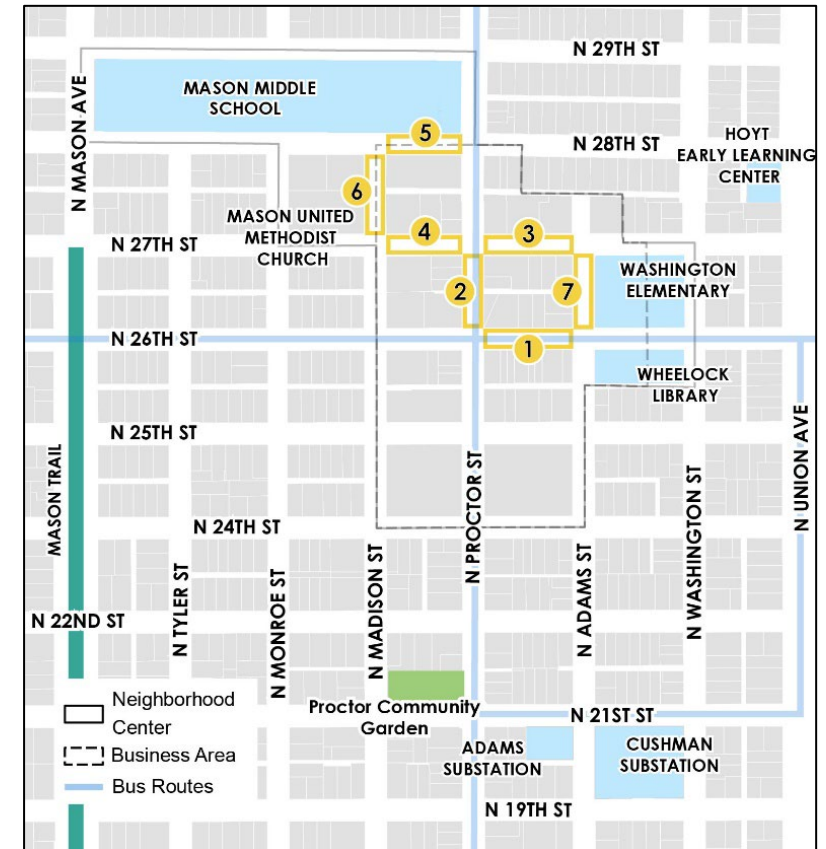 N 29TH ST
MASON MIDDLE
SCHOOL
N MASON AVE
5
N 28TH ST
HOYT
EARLY LEARNING
CENTER
6
MASON UNITED
METHODIST
CHURCH
N 27TH ST
4
3
2
7
WASHINGTON
ELEMENTARY
N 26TH ST
1
WHEELOCK
LIBRARY
N 25TH ST
MASON TRAIL
N PROCTOR ST
N UNION AVE
N 24TH ST
N TYLER ST
N MONROE ST
N MADISON ST
N ADAMS ST
N WASHINGTON ST
N 22ND ST
Neighborhood
Center
Business Area
Bus Routes
Proctor Community
Garden
N 21ST ST
ADAMS
SUBSTATION
CUSHMAN
SUBSTATION
N 19TH ST